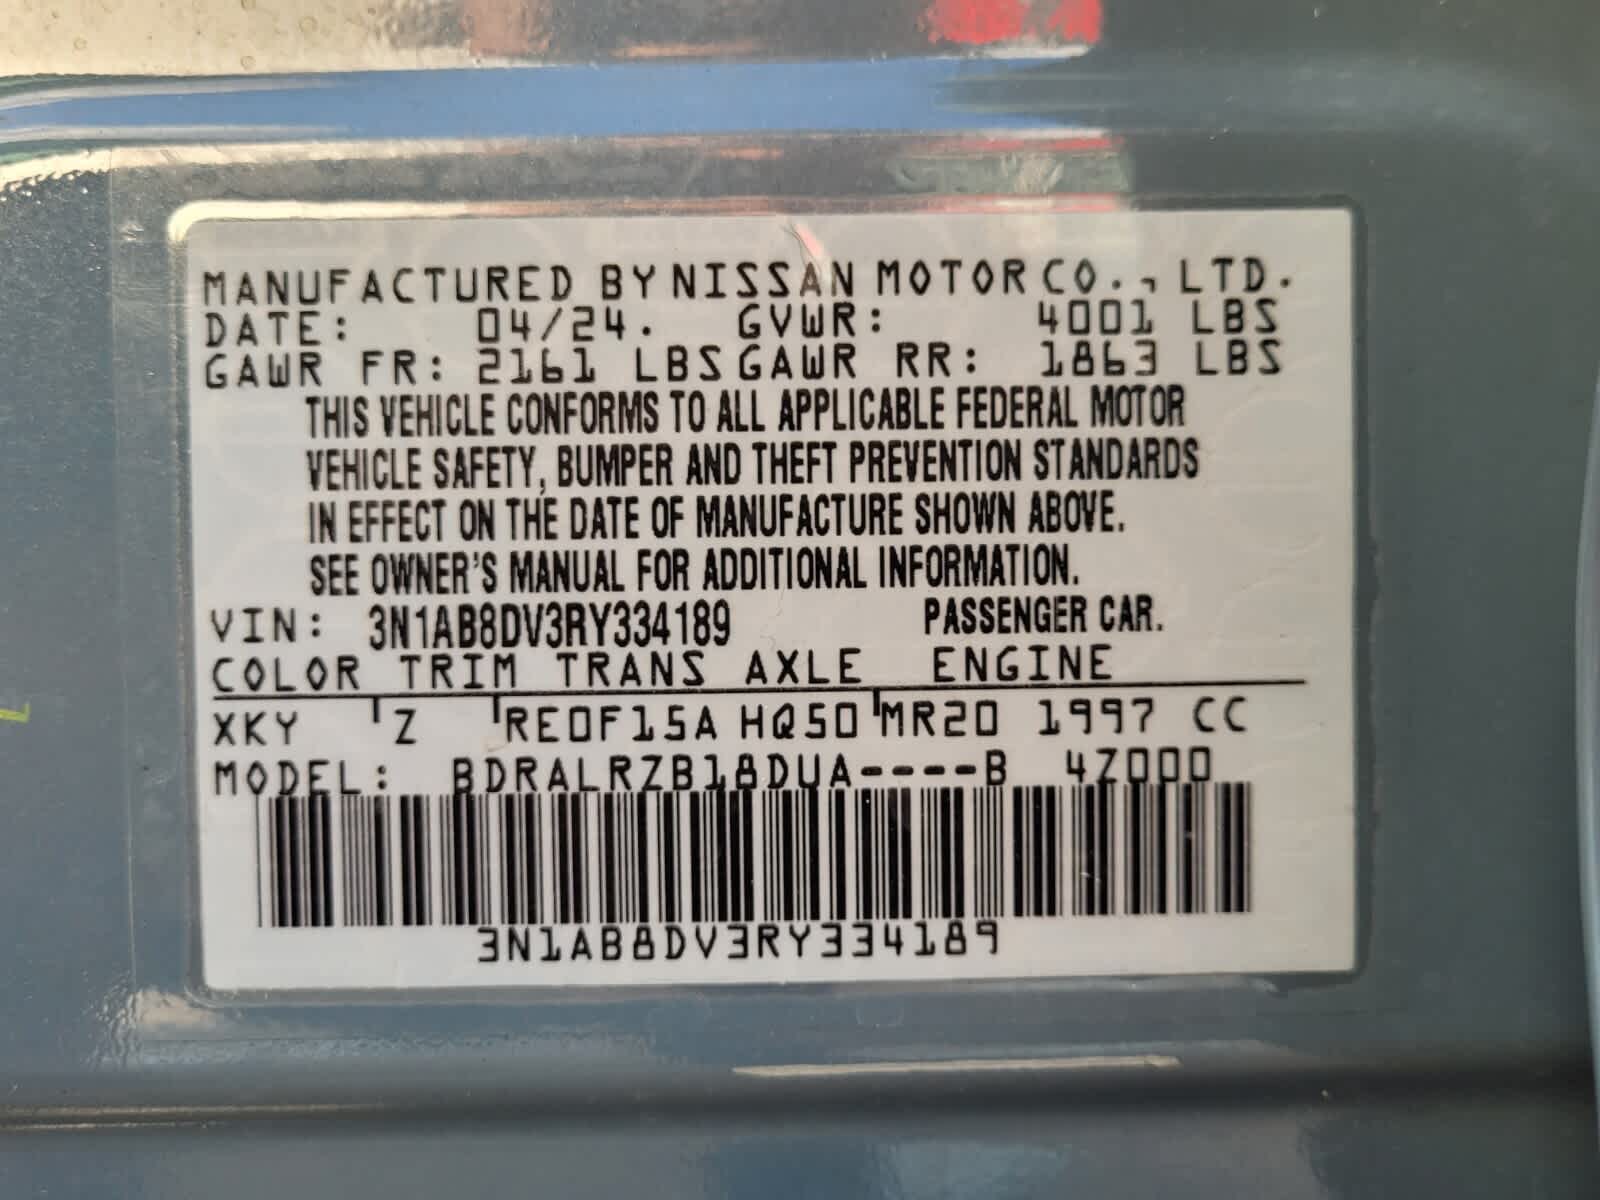 MANUFACTURED BY NISSAN MOTOR CO., LTD.
DATE: 04/24. GVWR: 4001 LBS
GAWR FR: 2161 LBS GAWR RR: 1863 LBS
THIS VEHICLE CONFORMS TO ALL APPLICABLE FEDERAL MOTOR
VEHICLE SAFETY, BUMPER AND THEFT PREVENTION STANDARDS
IN EFFECT ON THE DATE OF MANUFACTURE SHOWN ABOVE.
SEE OWNER'S MANUAL FOR ADDITIONAL INFORMATION.
VIN: 3N1AB8DV3RY334189 PASSENGER CAR.
COLOR TRIM TRANS AXLE ENGINE
XKY Z RE0F15A HQ50 MR20 1997 CC
MODEL: BDRALRZB18DUA----B 4Z000
3N1AB8DV3RY334189